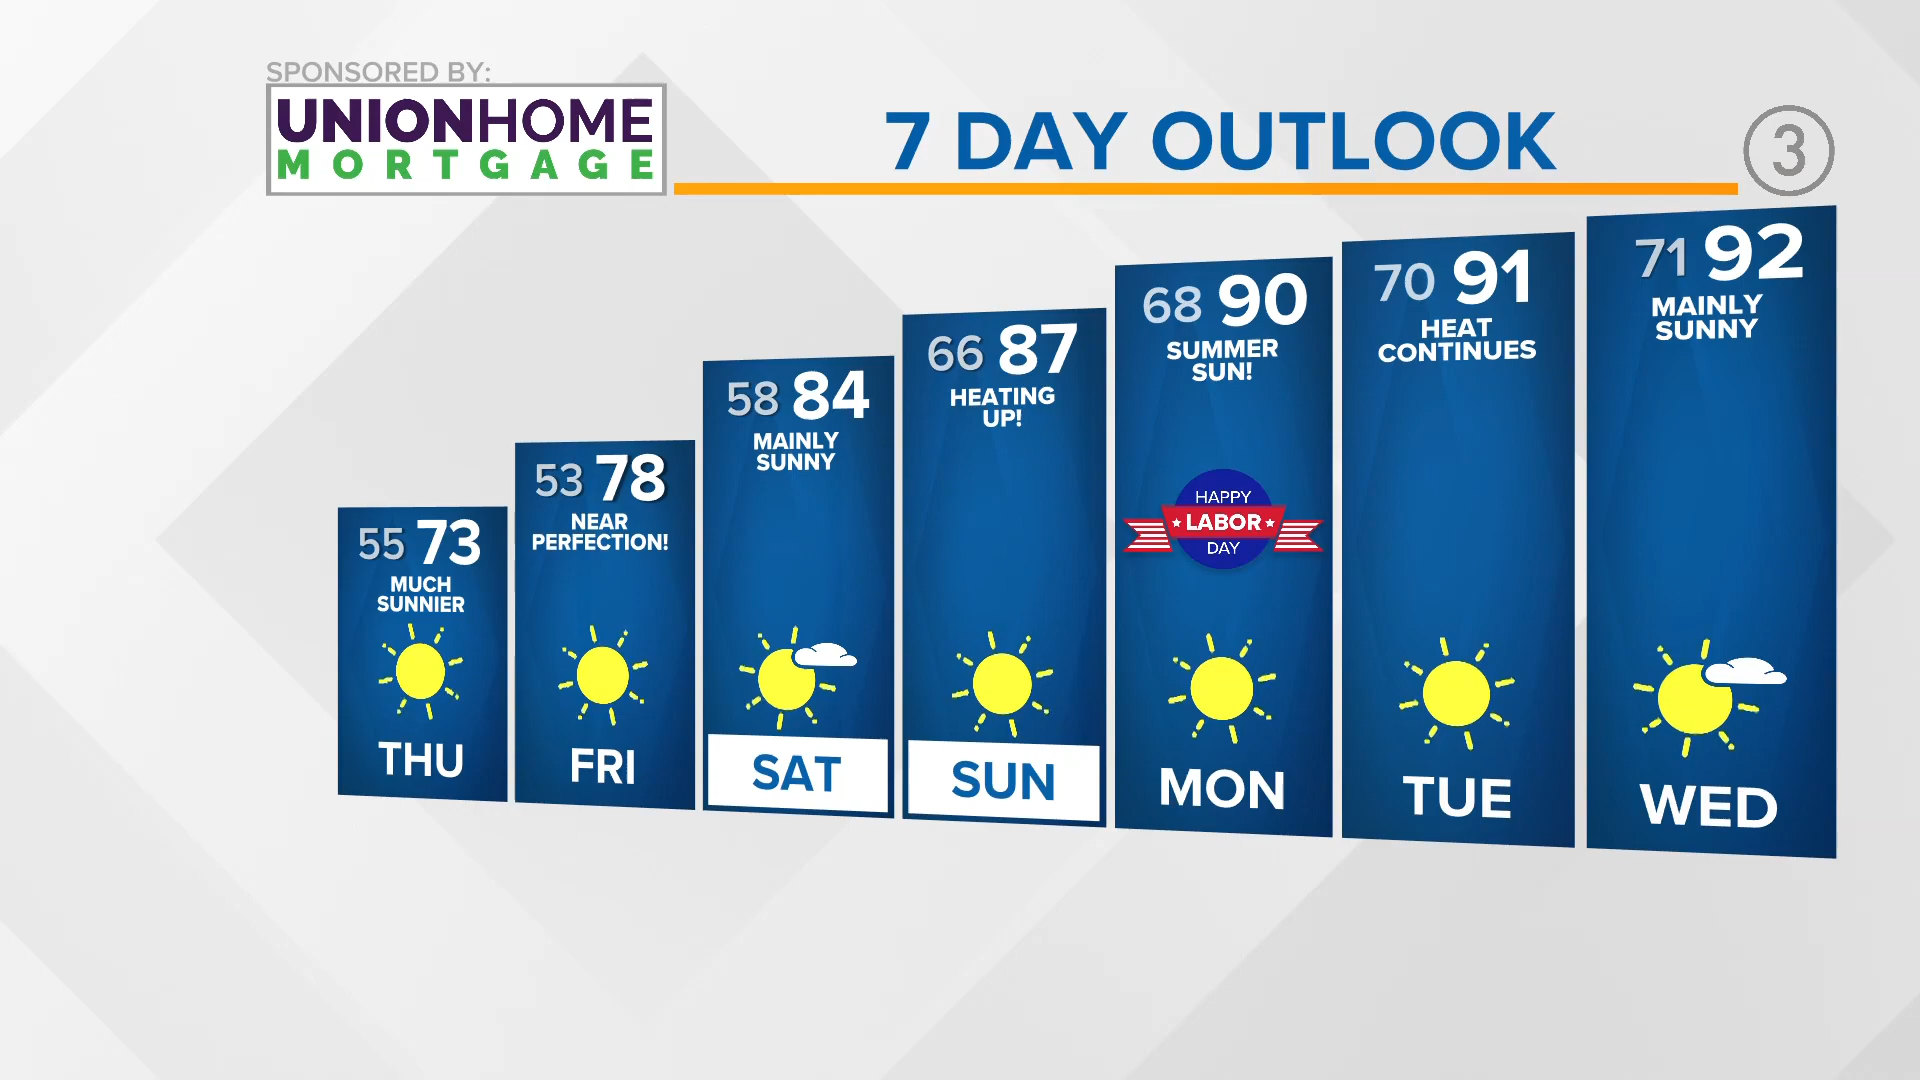 SPONSORED BY:
UNIONHOME
MORTGAGE
7 DAY OUTLOOK
3
55 73
MUCH
SUNNIER
THU
53 78
NEAR
PERFECTION!
FRI
58 84
MAINLY
SUNNY
SAT
66 87
HEATING
UP!
SUN
68 90
SUMMER
SUN!
HAPPY
LABOR
DAY
MON
70 91
HEAT
CONTINUES
TUE
71 92
MAINLY
SUNNY
WED